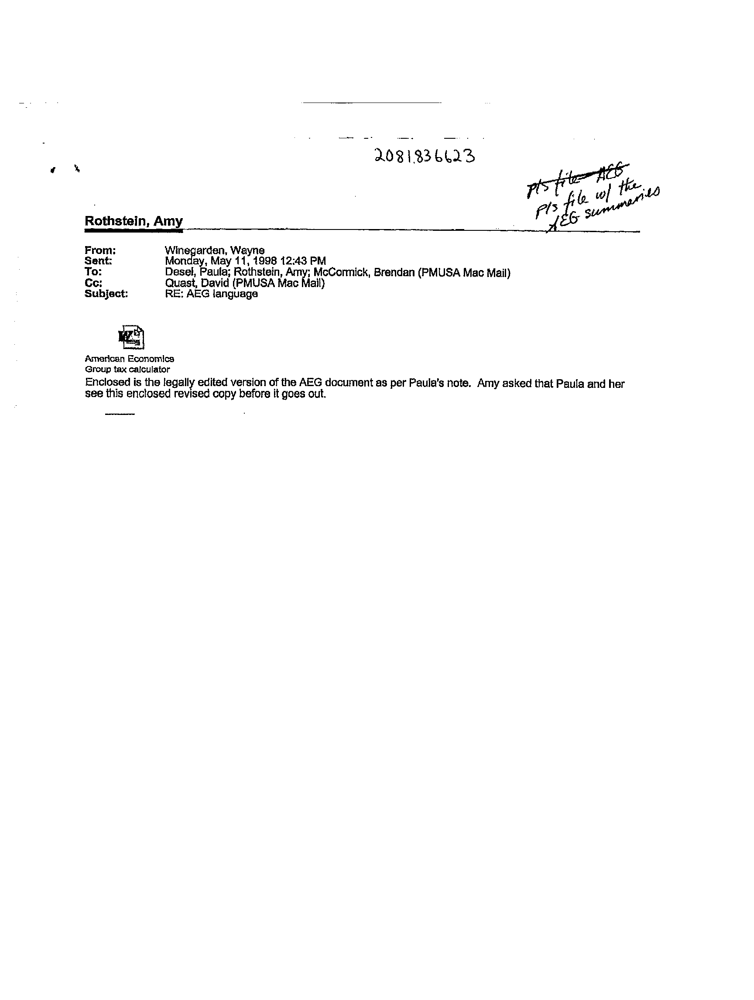 2081836623
pls file AEG
pls file w/ the
AEG summaries
Rothstein, Amy
From: Winegarden, Wayne
Sent: Monday, May 11, 1998 12:43 PM
To: Desel, Paula; Rothstein, Amy; McCormick, Brendan (PMUSA Mac Mail)
Cc: Quast, David (PMUSA Mac Mail)
Subject: RE: AEG language
American Economics
Group tax calculator
Enclosed is the legally edited version of the AEG document as per Paula's note. Amy asked that Paula and her
see this enclosed revised copy before it goes out.